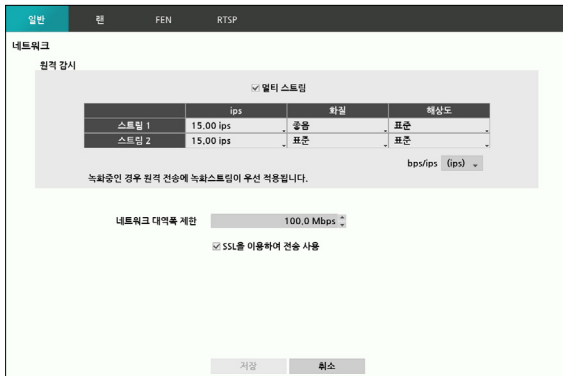 일반 랜 FEN RTSP
네트워크
원격 감시
멀티 스트림
ips 화질 해상도
스트림 1 15.00 ips 좋음 표준
스트림 2 15.00 ips 표준 표준
bps/ips (ips)
녹화중인 경우 원격 전송에 녹화스트림이 우선 적용됩니다.
네트워크 대역폭 제한 100.0 Mbps
SSL을 이용하여 전송 사용
저장 취소